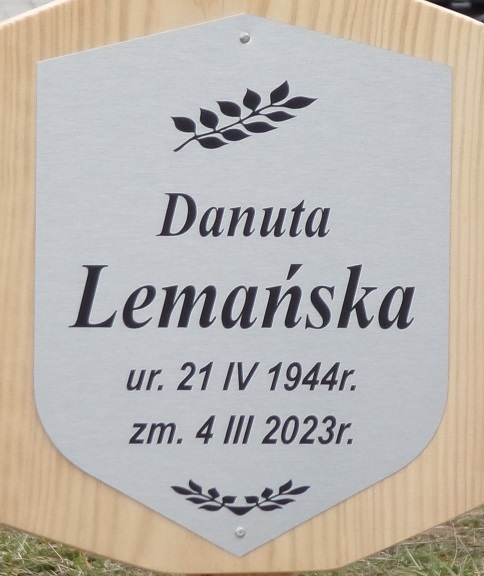 Danuta
Lemańska
ur. 21 IV 1944r.
zm. 4 III 2023r.